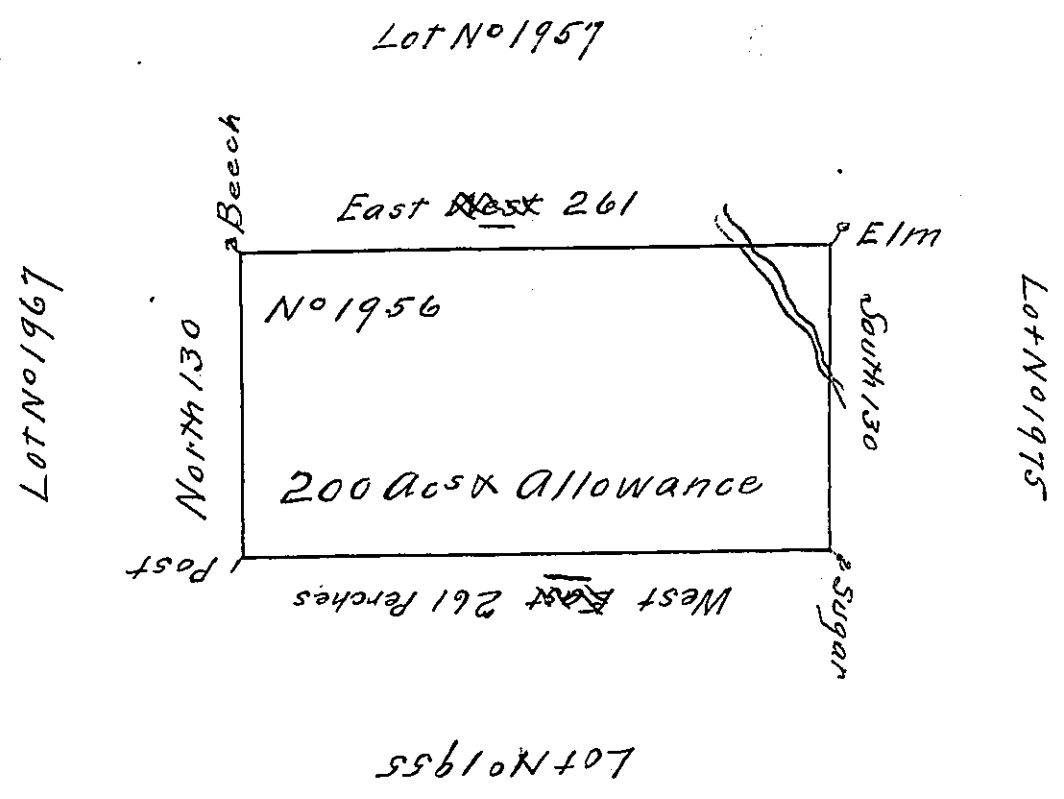 Lot No 1957
Beech
East West 261
Elm
No 1956
Lot No 1967
North 130
South 130
Lot No 1975
200 Acs & Allowance
Post
West East 261 Perches
Sugar
Lot No 1955